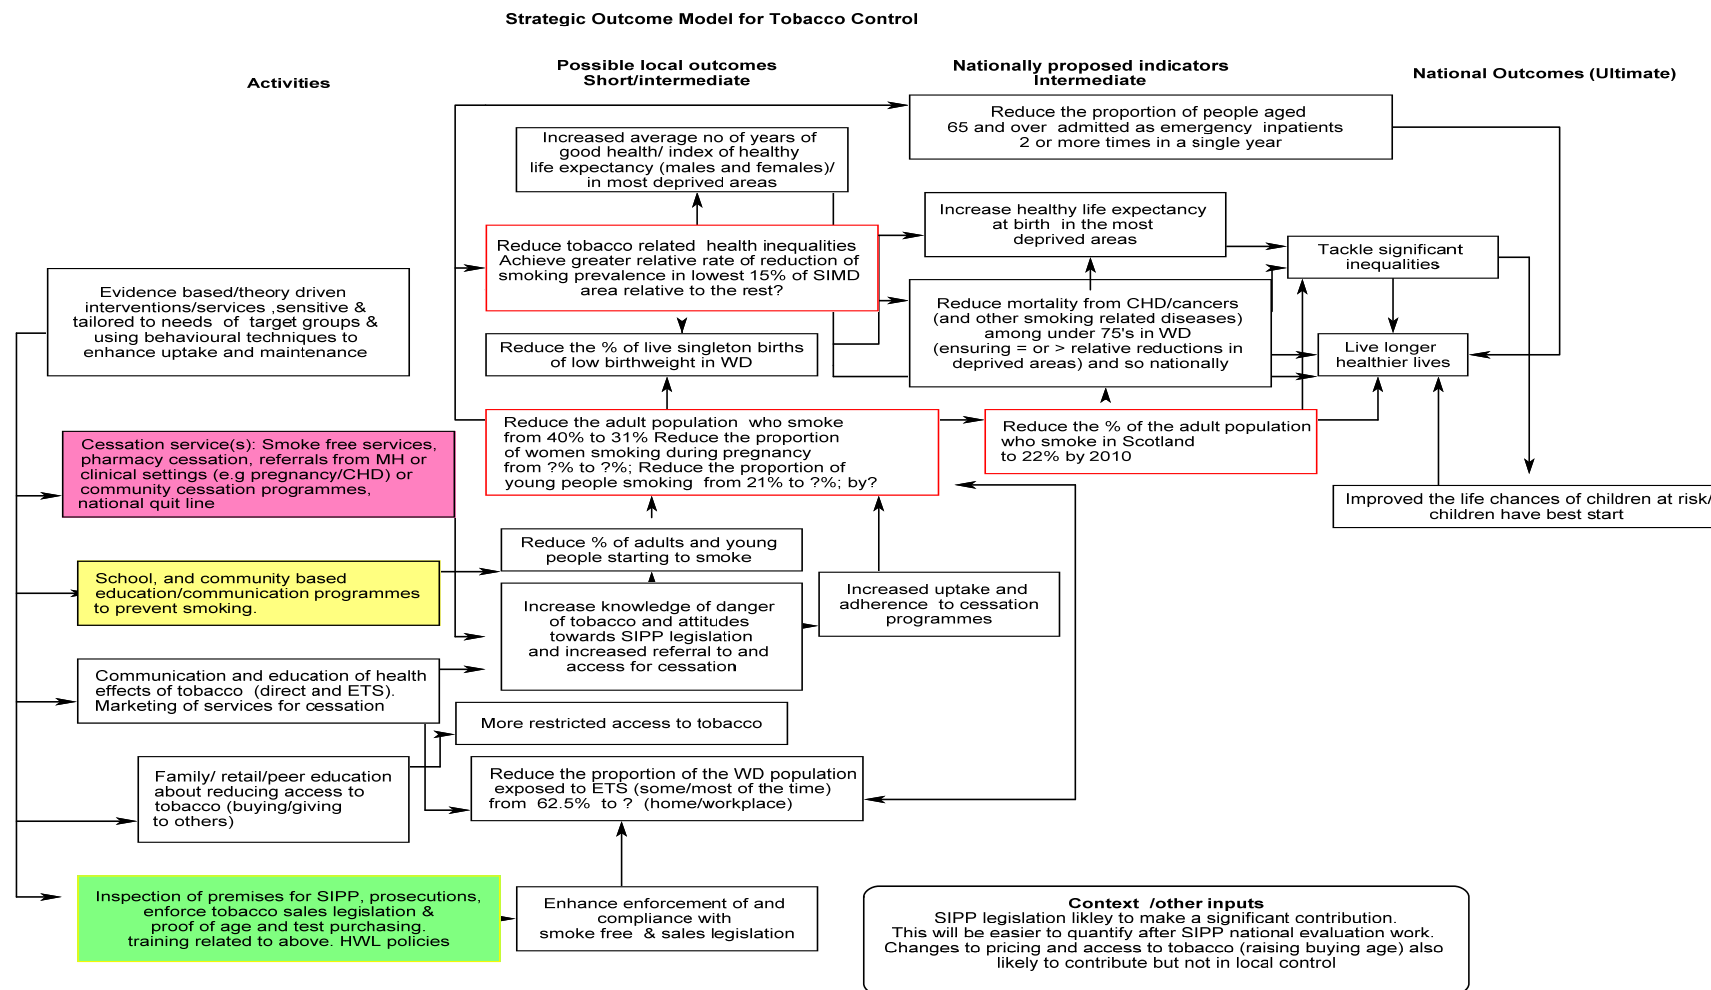 Strategic Outcome Model for Tobacco Control
Activities
Possible local outcomes
Short/intermediate
Nationally proposed indicators
Intermediate
National Outcomes (Ultimate)
Evidence based/theory driven
interventions/services ,sensitive &
tailored to needs of target groups &
using behavioural techniques to
enhance uptake and maintenance
Cessation service(s): Smoke free services,
pharmacy cessation, referrals from MH or
clinical settings (e.g pregnancy/CHD) or
community cessation programmes,
national quit line
School, and community based
education/communication programmes
to prevent smoking.
Communication and education of health
effects of tobacco (direct and ETS).
Marketing of services for cessation
Family/ retail/peer education
about reducing access to
tobacco (buying/giving
to others)
Inspection of premises for SIPP, prosecutions,
enforce tobacco sales legislation &
proof of age and test purchasing.
training related to above. HWL policies
Increased average no of years of
good health/ index of healthy
life expectancy (males and females)/
in most deprived areas
Reduce tobacco related health inequalities
Achieve greater relative rate of reduction of
smoking prevalence in lowest 15% of SIMD
area relative to the rest?
Reduce the % of live singleton births
of low birthweight in WD
Reduce the adult population who smoke
from 40% to 31% Reduce the proportion
of women smoking during pregnancy
from ?% to ?%; Reduce the proportion of
young people smoking from 21% to ?%; by?
Reduce % of adults and young
people starting to smoke
Increase knowledge of danger
of tobacco and attitudes
towards SIPP legislation
and increased referral to and
access for cessation
Increased uptake and
adherence to cessation
programmes
More restricted access to tobacco
Reduce the proportion of the WD population
exposed to ETS (some/most of the time)
from 62.5% to ? (home/workplace)
Enhance enforcement of and
compliance with
smoke free & sales legislation
Reduce the proportion of people aged
65 and over admitted as emergency inpatients
2 or more times in a single year
Increase healthy life expectancy
at birth in the most
deprived areas
Reduce mortality from CHD/cancers
(and other smoking related diseases)
among under 75's in WD
(ensuring = or > relative reductions in
deprived areas) and so nationally
Reduce the % of the adult population
who smoke in Scotland
to 22% by 2010
Tackle significant
inequalities
Live longer
healthier lives
Improved the life chances of children at risk/
children have best start
Context /other inputs
SIPP legislation likley to make a significant contribution.
This will be easier to quantify after SIPP national evaluation work.
Changes to pricing and access to tobacco (raising buying age) also
likely to contribute but not in local control